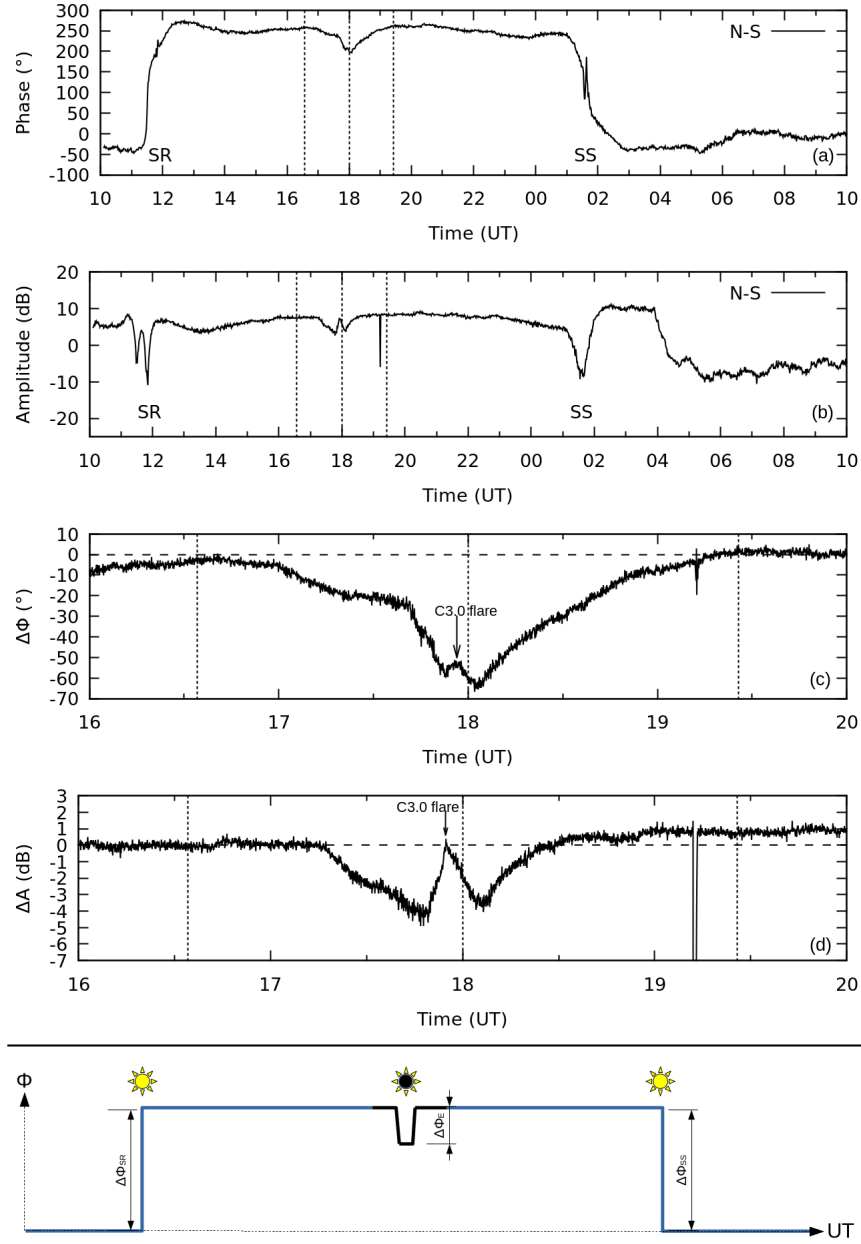 300
250
200
150
100
50
0
-50
-100
Phase (°)
N-S
SR
SS
(a)
10 12 14 16 18 20 22 00 02 04 06 08 10
Time (UT)
20
10
0
-10
-20
Amplitude (dB)
N-S
SR
SS
(b)
10 12 14 16 18 20 22 00 02 04 06 08 10
Time (UT)
10
0
-10
-20
-30
-40
-50
-60
-70
ΔΦ (°)
C3.0 flare
(c)
16 17 18 19 20
Time (UT)
3
2
1
0
-1
-2
-3
-4
-5
-6
-7
ΔA (dB)
C3.0 flare
(d)
16 17 18 19 20
Time (UT)
Φ
ΔΦSR
ΔΦE
ΔΦSS
UT